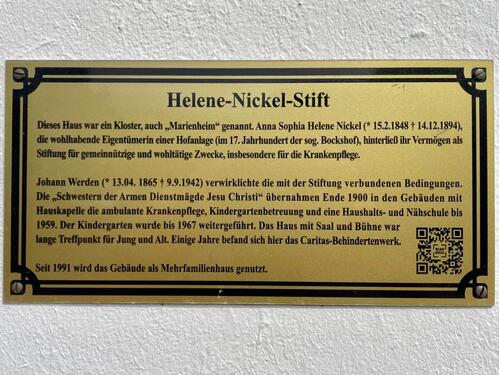 Helene-Nickel-Stift
Dieses Haus war ein Kloster, auch „Marienheim" genannt. Anna Sophia Helene Nickel (* 15.2.1848 † 14.12.1894),
die wohlhabende Eigentümerin einer Hofanlage (im 17. Jahrhundert der sog. Bockshof), hinterließ ihr Vermögen als
Stiftung für gemeinnützige und wohltätige Zwecke, insbesondere für die Krankenpflege.
Johann Werden (* 13.04. 1865 † 9.9.1942) verwirklichte die mit der Stiftung verbundenen Bedingungen.
Die „Schwestern der Armen Dienstmägde Jesu Christi" übernahmen Ende 1900 in den Gebäuden mit
Hauskapelle die ambulante Krankenpflege, Kindergartenbetreuung und eine Haushalts- und Nähschule bis
1959. Der Kindergarten wurde bis 1967 weitergeführt. Das Haus mit Saal und Bühne war
lange Treffpunkt für Jung und Alt. Einige Jahre befand sich hier das Caritas-Behindertenwerk.
Seit 1991 wird das Gebäude als Mehrfamilienhaus genutzt.